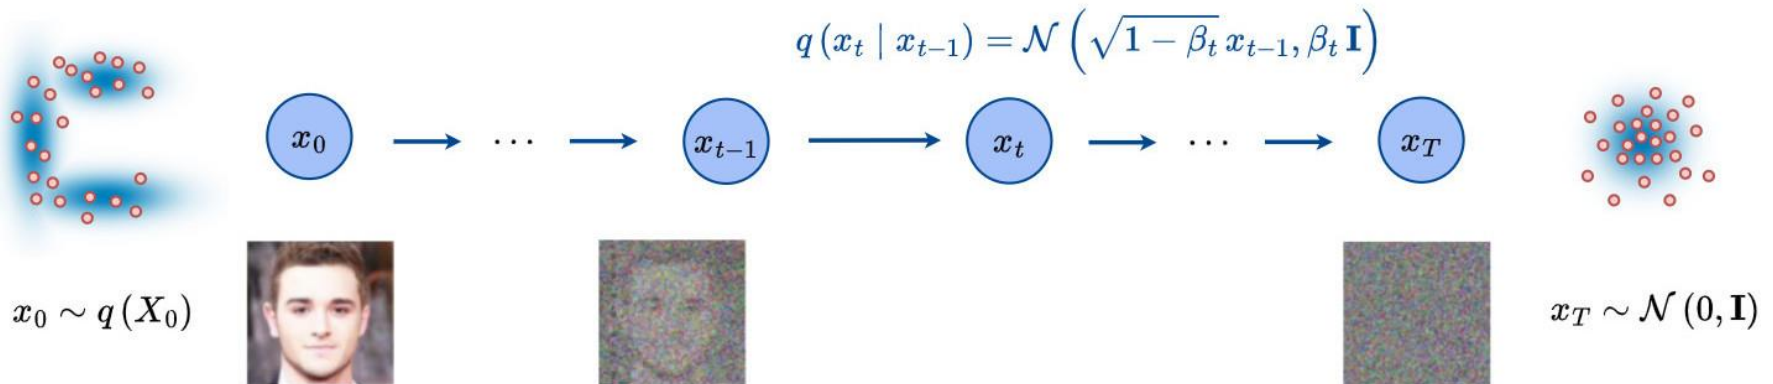 q (x_t | x_{t-1}) = 𝒩 (√(1 − β_t) x_{t-1}, β_t 𝐈)
x_0 ⋯ x_{t-1} x_t ⋯ x_T
x_0 ∼ q (X_0)
x_T ∼ 𝒩 (0, 𝐈)